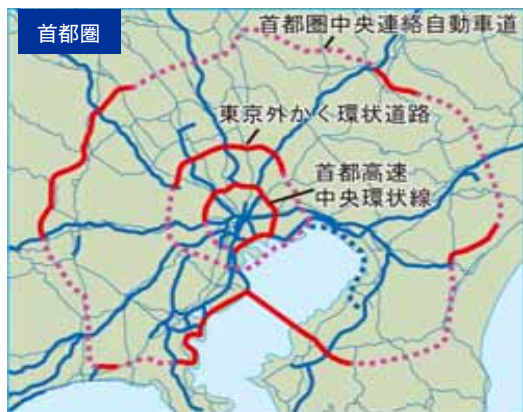 首都圏
首都圏中央連絡自動車道
東京外かく環状道路
首都高速
中央環状線